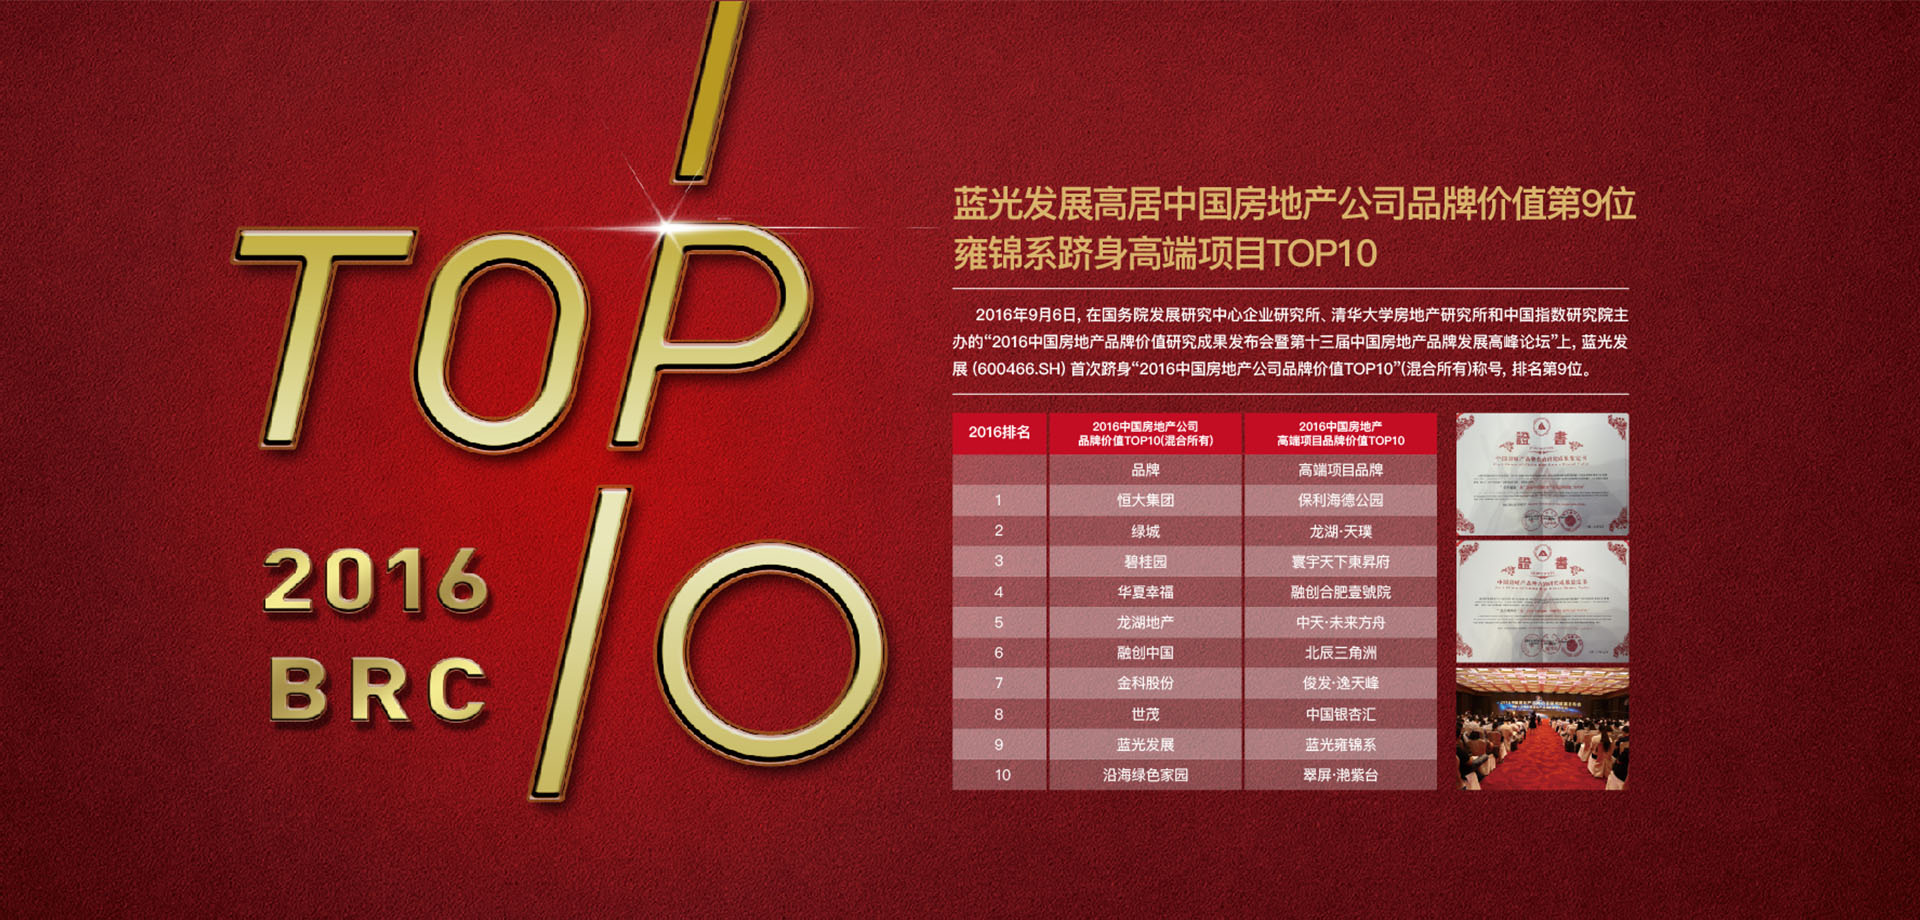 TOP
10
2016
BRC
蓝光发展高居中国房地产公司品牌价值第9位
雍锦系跻身高端项目TOP10
2016年9月6日, 在国务院发展研究中心企业研究所、清华大学房地产研究所和中国指数研究院主
办的“2016中国房地产品牌价值研究成果发布会暨第十三届中国房地产品牌发展高峰论坛”上, 蓝光发
展 (600466.SH) 首次跻身“2016中国房地产公司品牌价值TOP10”(混合所有)称号, 排名第9位。
2016排名 2016中国房地产公司 2016中国房地产
品牌价值TOP10(混合所有) 高端项目品牌价值TOP10
品牌 高端项目品牌
1 恒大集团 保利海德公园
2 绿城 龙湖·天璞
3 碧桂园 寰宇天下東昇府
4 华夏幸福 融创合肥壹號院
5 龙湖地产 中天·未来方舟
6 融创中国 北辰三角洲
7 金科股份 俊发·逸天峰
8 世茂 中国银杏汇
9 蓝光发展 蓝光雍锦系
10 沿海绿色家园 翠屏·滟紫台
證書
證書